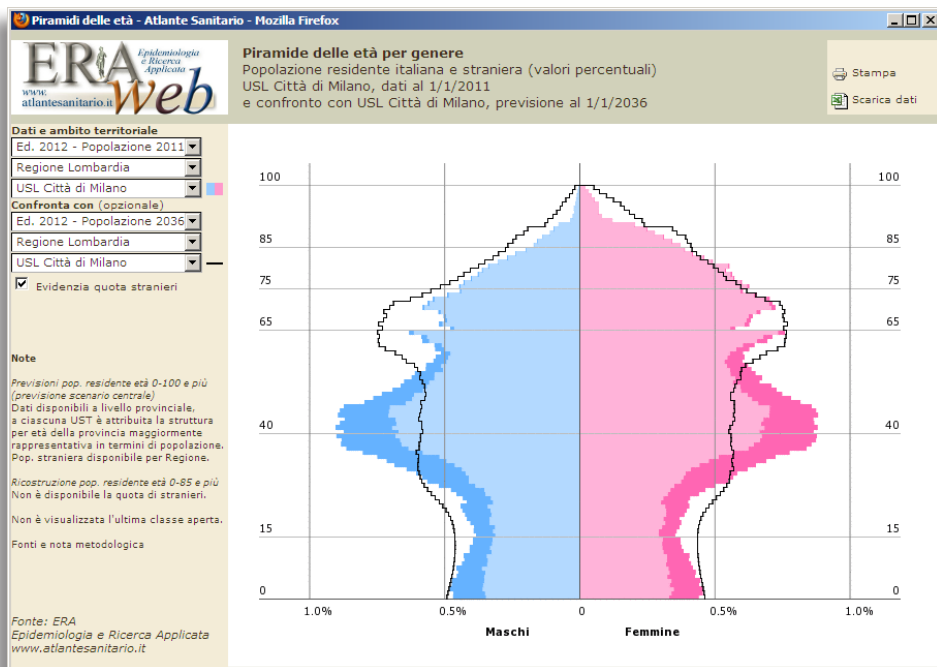 Piramidi delle età - Atlante Sanitario - Mozilla Firefox
ERA
Epidemiologia
e Ricerca
Applicata
www.
atlantesanitario.it
Web
Piramide delle età per genere
Popolazione residente italiana e straniera (valori percentuali)
USL Città di Milano, dati al 1/1/2011
e confronto con USL Città di Milano, previsione al 1/1/2036
Stampa
Scarica dati
Dati e ambito territoriale
Ed. 2012 - Popolazione 2011
Regione Lombardia
USL Città di Milano
Confronta con (opzionale)
Ed. 2012 - Popolazione 2036
Regione Lombardia
USL Città di Milano
Evidenzia quota stranieri
Note
Previsioni pop. residente età 0-100 e più
(previsione scenario centrale)
Dati disponibili a livello provinciale,
a ciascuna UST è attribuita la struttura
per età della provincia maggiormente
rappresentativa in termini di popolazione.
Pop. straniera disponibile per Regione.
Ricostruzione pop. residente età 0-85 e più
Non è disponibile la quota di stranieri.
Non è visualizzata l'ultima classe aperta.
Fonti e nota metodologica
Fonte: ERA
Epidemiologia e Ricerca Applicata
www.atlantesanitario.it
100 100
85 85
75 75
65 65
40 40
15 15
0 0
1.0% 0.5% 0 0.5% 1.0%
Maschi Femmine